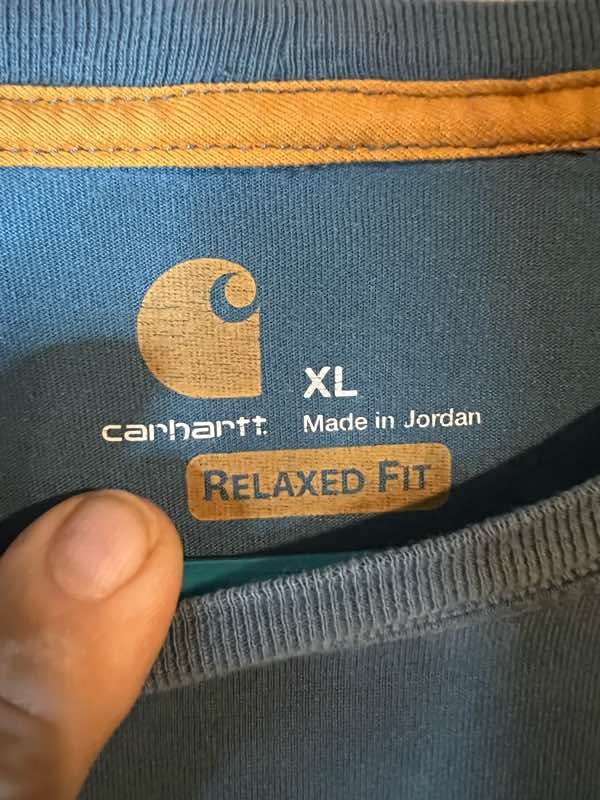 XL
carhartt
Made in Jordan
RELAXED FIT